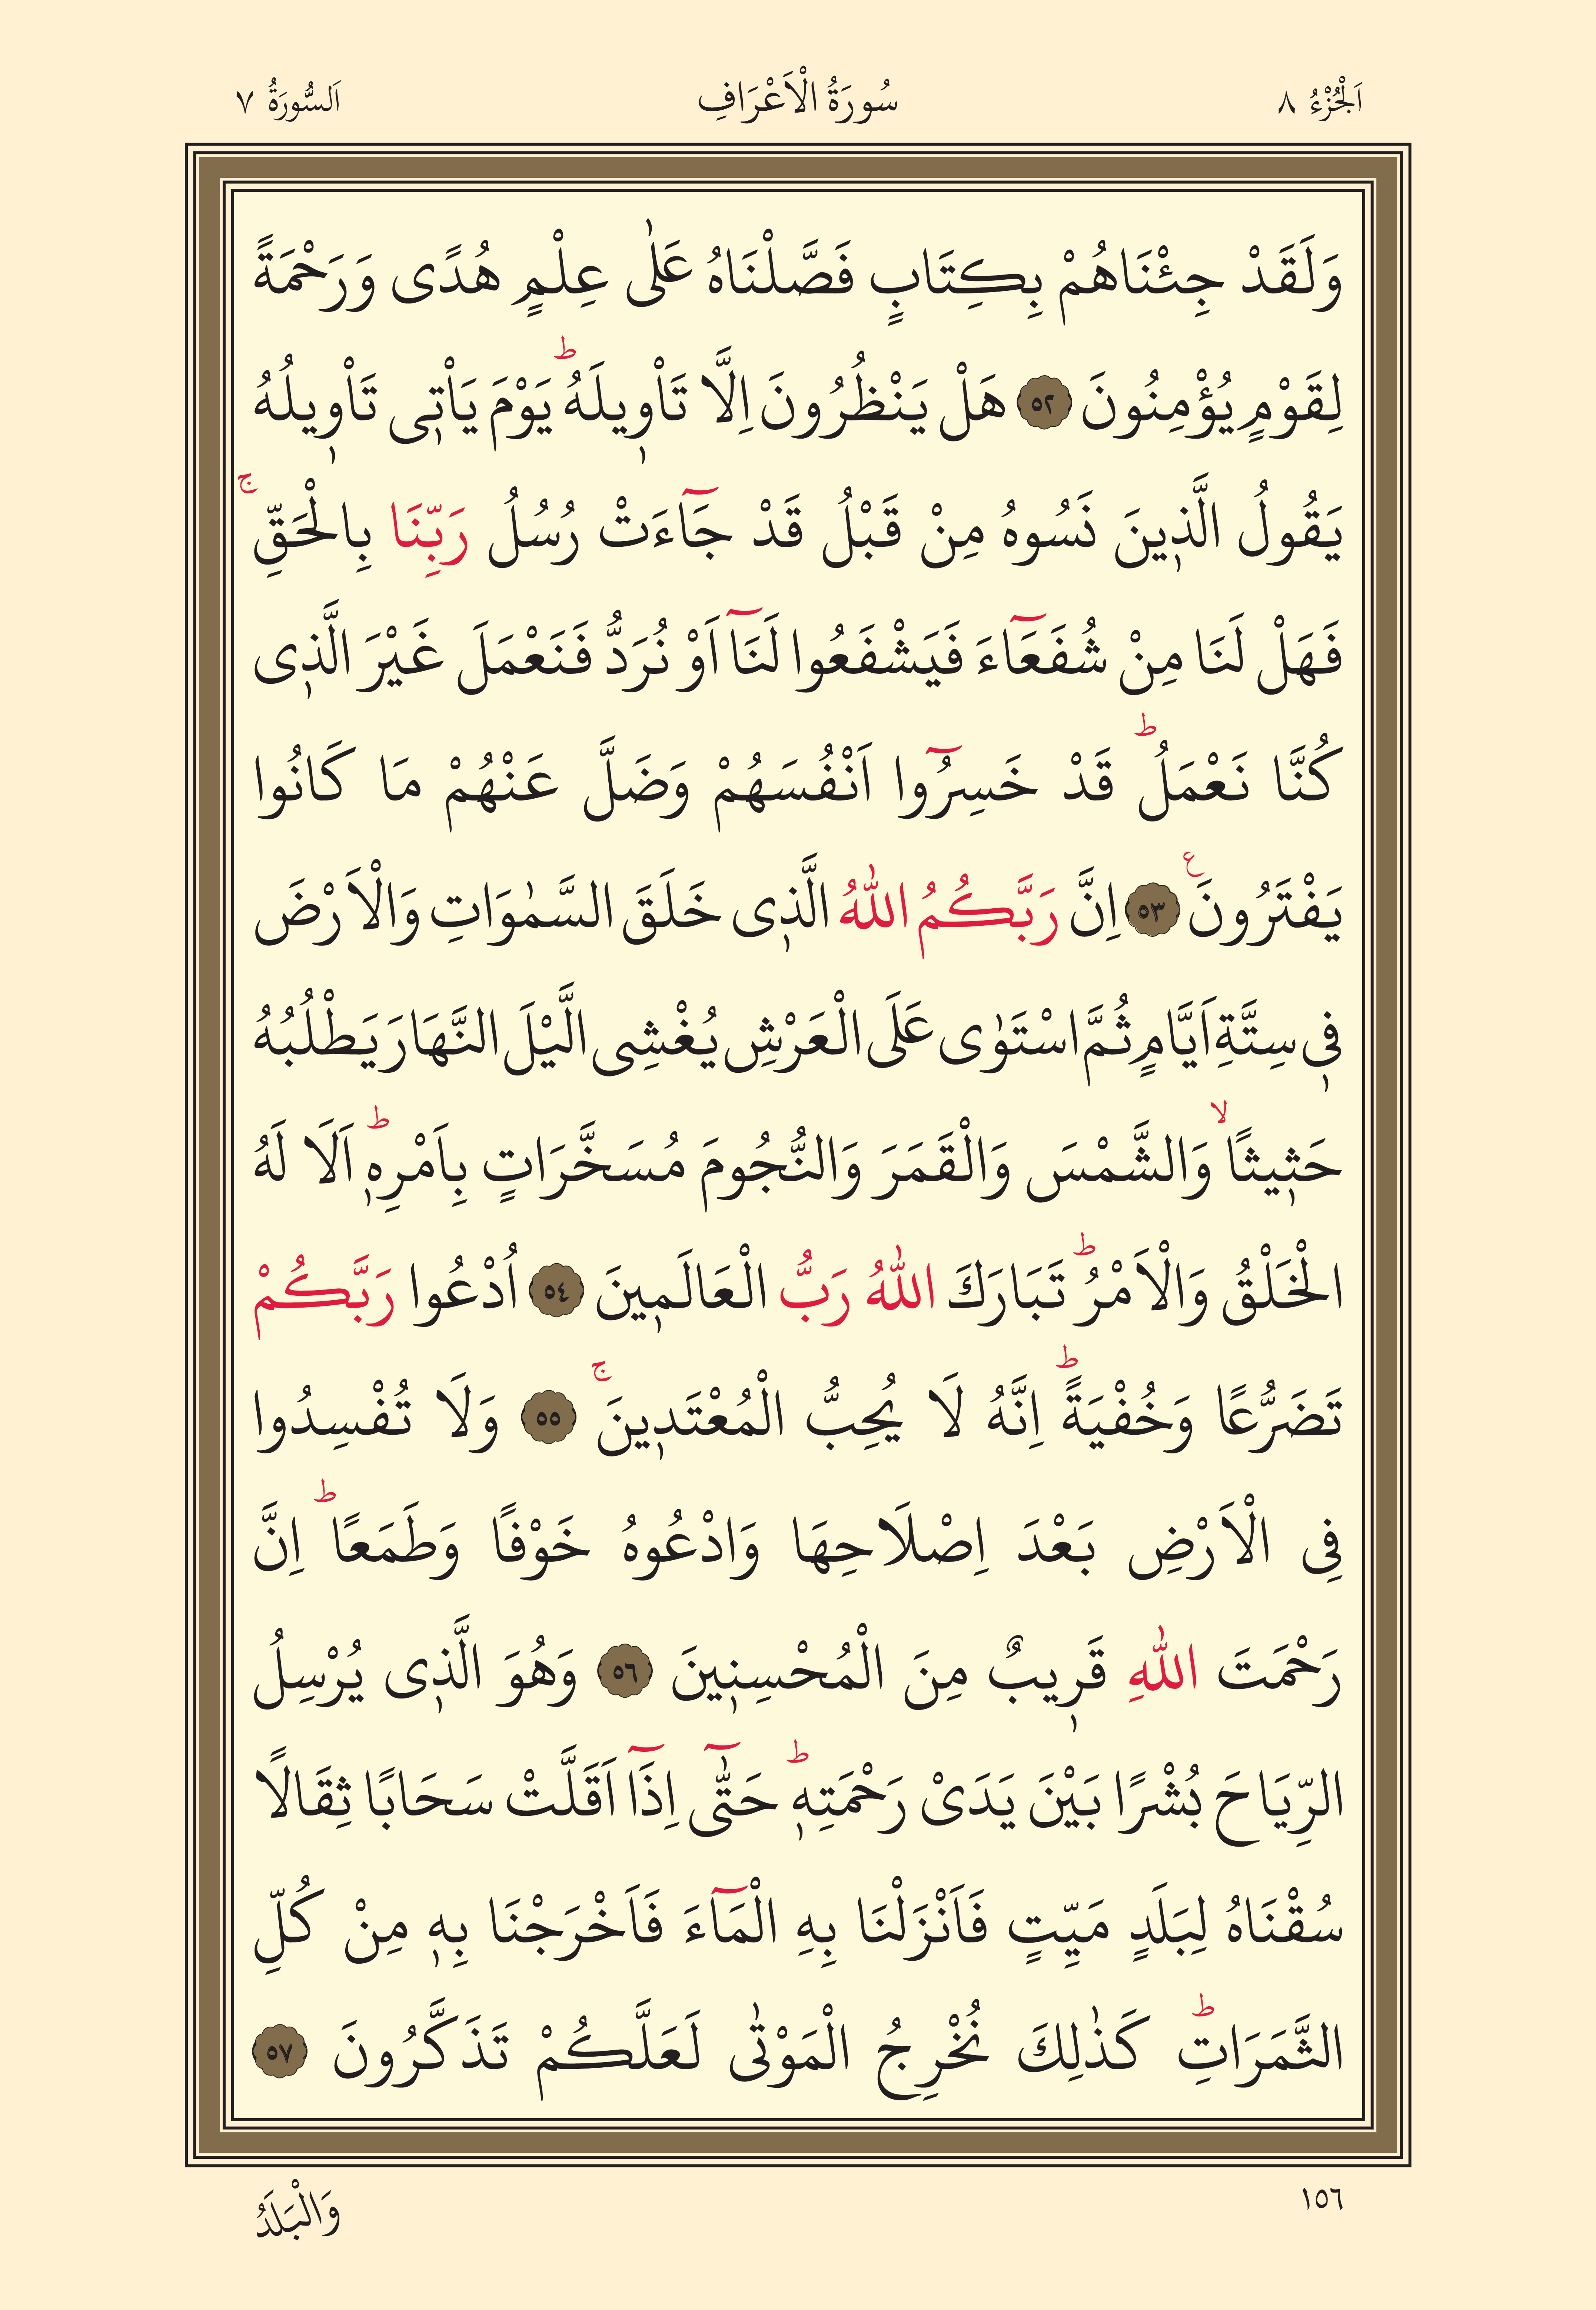 اَلْجُزْءُ ٨
سُورَةُ الْاَعْرَافِ
اَلسُّورَةُ ٧
وَلَقَدْ جِئْنَاهُمْ بِكِتَابٍ فَصَّلْنَاهُ عَلٰى عِلْمٍ هُدًى وَرَحْمَةً
لِقَوْمٍ يُؤْمِنُونَ ٥٢ هَلْ يَنْظُرُونَ اِلَّا تَاْوٖيلَهُ ؕ يَوْمَ يَاْتٖى تَاْوٖيلُهُ
يَقُولُ الَّذٖينَ نَسُوهُ مِنْ قَبْلُ قَدْ جَٓاءَتْ رُسُلُ رَبِّنَا بِالْحَقِّ ۚ
فَهَلْ لَنَا مِنْ شُفَعَٓاءَ فَيَشْفَعُوا لَنَٓا اَوْ نُرَدُّ فَنَعْمَلَ غَيْرَ الَّذٖى
كُنَّا نَعْمَلُ ؕ قَدْ خَسِرُٓوا اَنْفُسَهُمْ وَضَلَّ عَنْهُمْ مَا كَانُوا
يَفْتَرُونَ ࣖ ٥٣ اِنَّ رَبَّكُمُ اللّٰهُ الَّذٖى خَلَقَ السَّمٰوَاتِ وَالْاَرْضَ
فٖى سِتَّةِ اَيَّامٍ ثُمَّ اسْتَوٰى عَلَى الْعَرْشِ يُغْشِى الَّيْلَ النَّهَارَ يَطْلُبُهُ
حَثٖيثًا ۙ وَالشَّمْسَ وَالْقَمَرَ وَالنُّجُومَ مُسَخَّرَاتٍ بِاَمْرِهٖ ؕ اَلَا لَهُ
الْخَلْقُ وَالْاَمْرُ ؕ تَبَارَكَ اللّٰهُ رَبُّ الْعَالَمٖينَ ٥٤ اُدْعُوا رَبَّكُمْ
تَضَرُّعًا وَخُفْيَةً ؕ اِنَّهُ لَا يُحِبُّ الْمُعْتَدٖينَ ۚ ٥٥ وَلَا تُفْسِدُوا
فِى الْاَرْضِ بَعْدَ اِصْلَاحِهَا وَادْعُوهُ خَوْفًا وَطَمَعًا ؕ اِنَّ
رَحْمَتَ اللّٰهِ قَرٖيبٌ مِنَ الْمُحْسِنٖينَ ٥٦ وَهُوَ الَّذٖى يُرْسِلُ
الرِّيَاحَ بُشْرًا بَيْنَ يَدَىْ رَحْمَتِهٖ ؕ حَتّٰٓى اِذَٓا اَقَلَّتْ سَحَابًا ثِقَالًا
سُقْنَاهُ لِبَلَدٍ مَيِّتٍ فَاَنْزَلْنَا بِهِ الْمَٓاءَ فَاَخْرَجْنَا بِهٖ مِنْ كُلِّ
الثَّمَرَاتِ ؕ كَذٰلِكَ نُخْرِجُ الْمَوْتٰى لَعَلَّكُمْ تَذَكَّرُونَ ٥٧
١٥٦
وَالْبَلَدُ